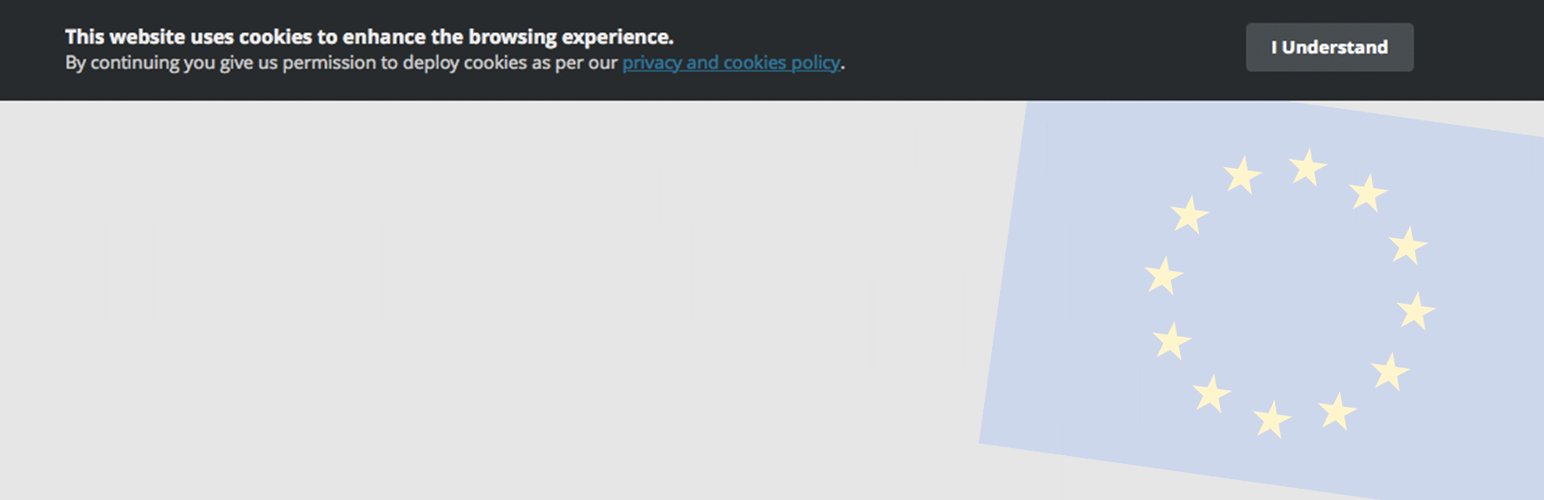 This website uses cookies to enhance the browsing experience.
By continuing you give us permission to deploy cookies as per our privacy and cookies policy.
I Understand